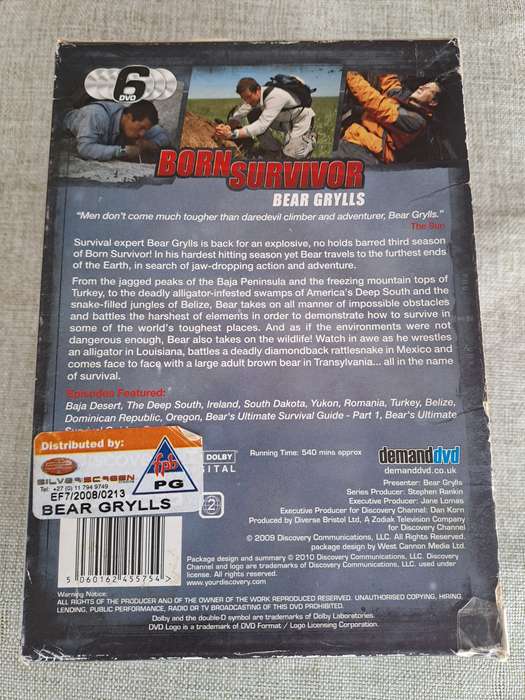 6
DVD
BORN SURVIVOR
BEAR GRYLLS
"Men don't come much tougher than daredevil climber and adventurer, Bear Grylls."
The Sun
Survival expert Bear Grylls is back for an explosive, no holds barred third season
of Born Survivor! In his hardest hitting season yet Bear travels to the furthest ends
of the Earth, in search of jaw-dropping action and adventure.
From the jagged peaks of the Baja Peninsula and the freezing mountain tops of
Turkey, to the deadly alligator-infested swamps of America's Deep South and the
snake-filled jungles of Belize, Bear takes on all manner of impossible obstacles
and battles the harshest of elements in order to demonstrate how to survive in
some of the world's toughest places. And as if the environments were not
dangerous enough, Bear also takes on the wildlife! Watch in awe as he wrestles
an alligator in Louisiana, battles a deadly diamondback rattlesnake in Mexico and
comes face to face with a large adult brown bear in Transylvania... all in the name
of survival.
Episodes Featured:
Baja Desert, The Deep South, Ireland, South Dakota, Yukon, Romania, Turkey, Belize,
Dominican Republic, Oregon, Bear's Ultimate Survival Guide - Part 1, Bear's Ultimate
Distributed by:
SILVERSCREEN
Tel: +27 (0) 11 794 9749
EF7/2008/0213
BEAR GRYLLS
fpb
PG
DOLBY
DIGITAL
2
Running Time: 540 mins approx
demanddvd
demanddvd.co.uk
Presenter: Bear Grylls
Series Producer: Stephen Rankin
Executive Producer: Jane Lomas
Executive Producer for Discovery Channel: Dan Korn
Produced by Diverse Bristol Ltd, A Zodiak Television Company
for Discovery Channel
© 2009 Discovery Communications, LLC. All Rights Reserved.
package design by West Cannon Media Ltd.
Package design and summary © 2010 Discovery Communications, LLC. Discovery
Channel and logo are trademarks of Discovery Communications, LLC. used under
license. All rights reserved.
www.yourdiscovery.com
5 060162 455754 >
Warning Notice:
ALL RIGHTS OF THE PRODUCER AND OF THE OWNER OF THE WORK REPRODUCED RESERVED. UNAUTHORISED COPYING, HIRING
LENDING, PUBLIC PERFORMANCE, RADIO OR TV BROADCASTING OF THIS DVD PROHIBITED.
Dolby and the double-D symbol are trademarks of Dolby Laboratories.
DVD Logo is a trademark of DVD Format / Logo Licensing Corporation.